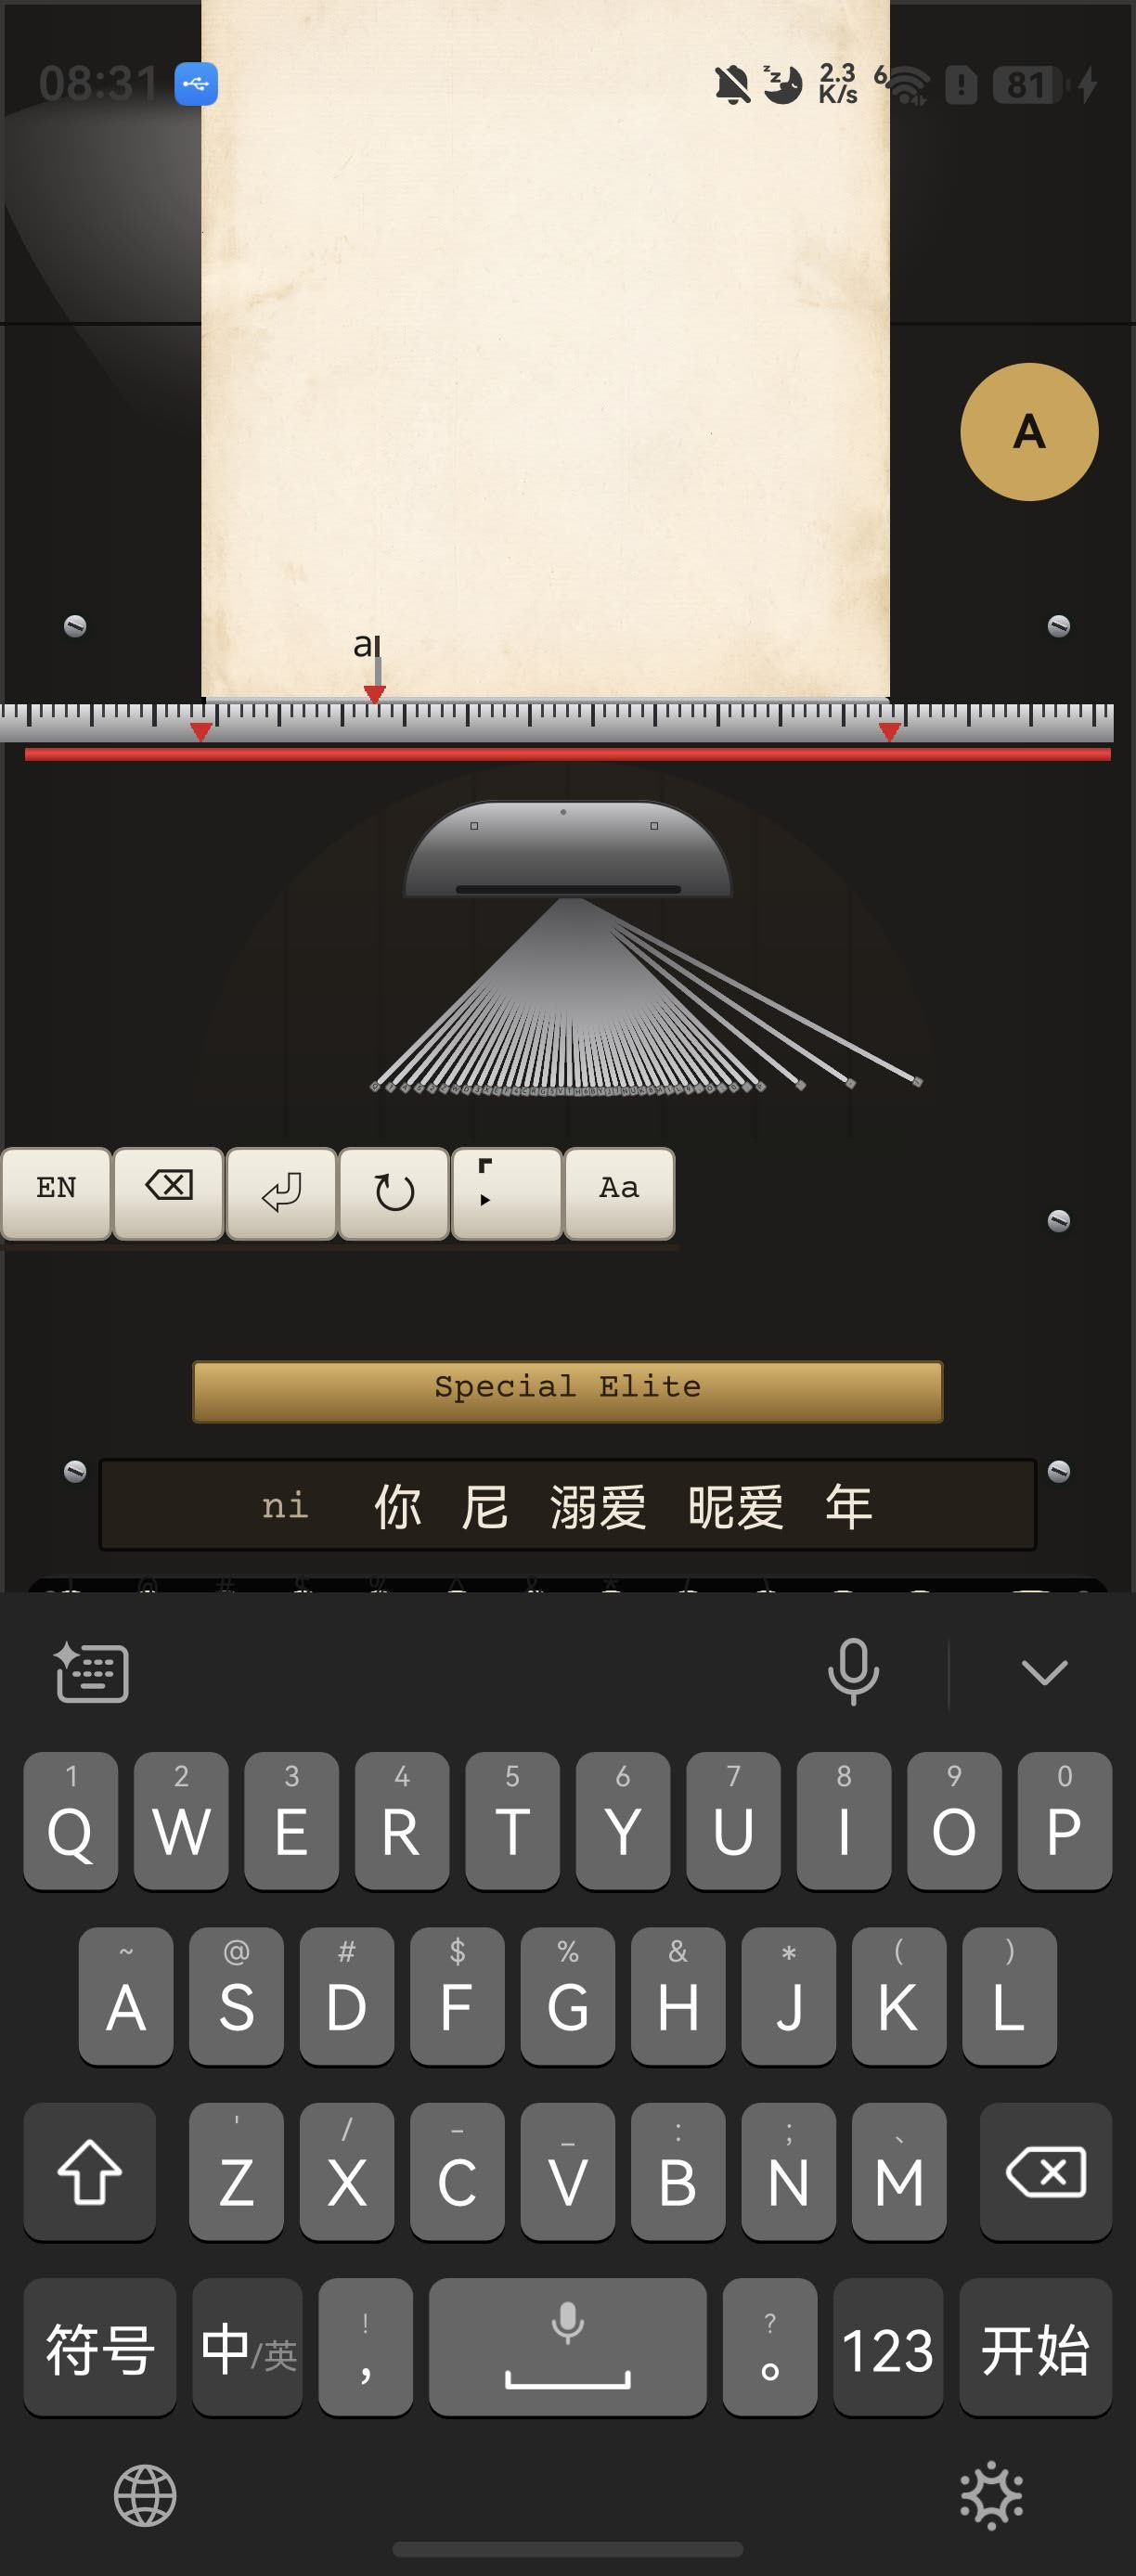 08:31 2.3 K/s 6 81
A
a
EN Aa
Special Elite
ni 你 尼 溺爱 昵爱 年
! @ # $ % ^ & * ( )
1 2 3 4 5 6 7 8 9 0
Q W E R T Y U I O P
~ @ # $ % & * ( )
A S D F G H J K L
' / - _ : ; 、
Z X C V B N M
! ?
符号 中/英 , 。 123 开始